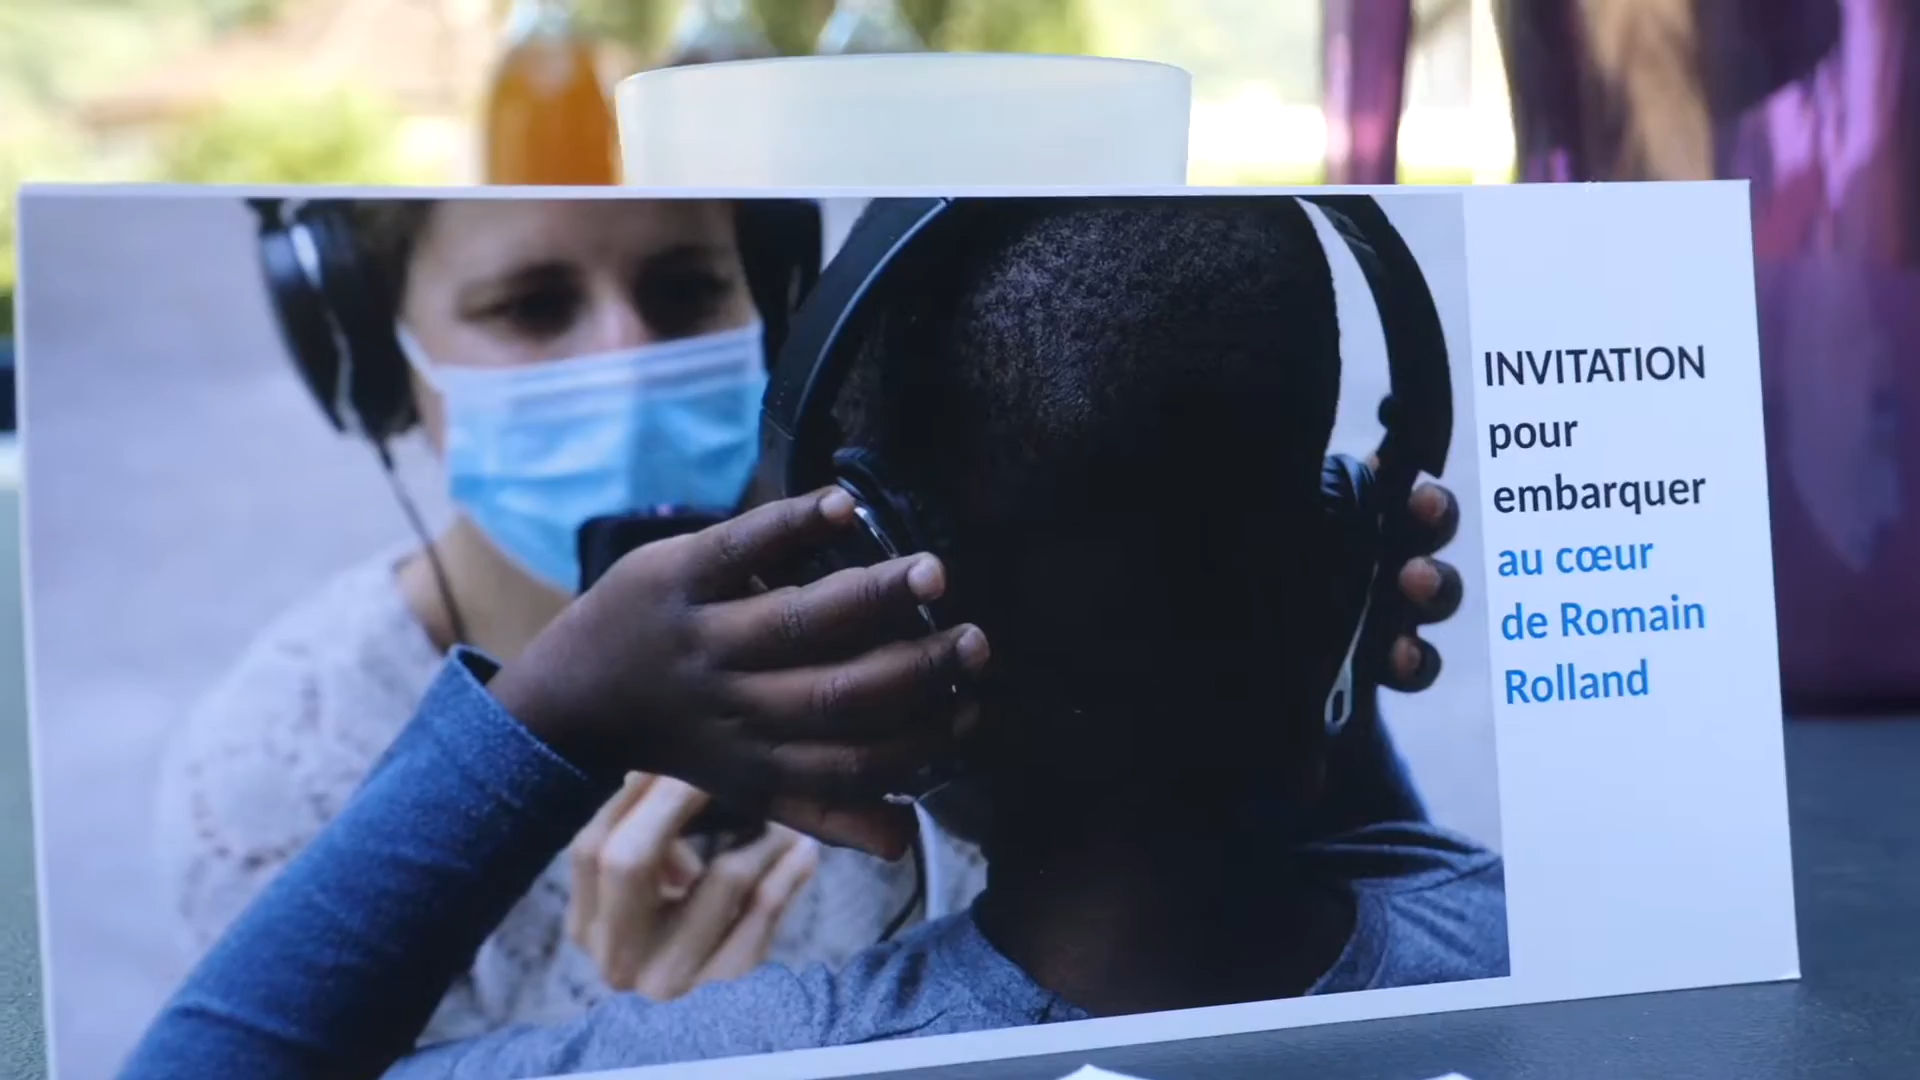 INVITATION
pour
embarquer
au cœur
de Romain
Rolland